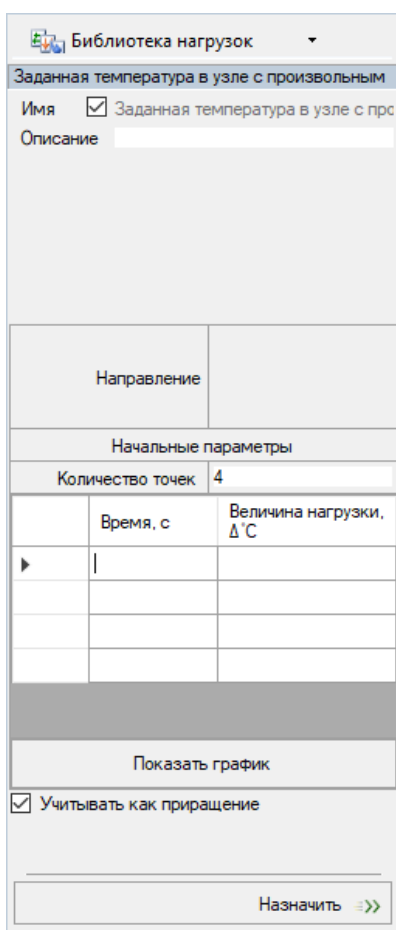 Библиотека нагрузок
Заданная температура в узле с произвольным
Имя Заданная температура в узле с про
Описание
Направление
Начальные параметры
Количество точек 4
Время, с Величина нагрузки,
Δ°C
Показать график
Учитывать как приращение
Назначить